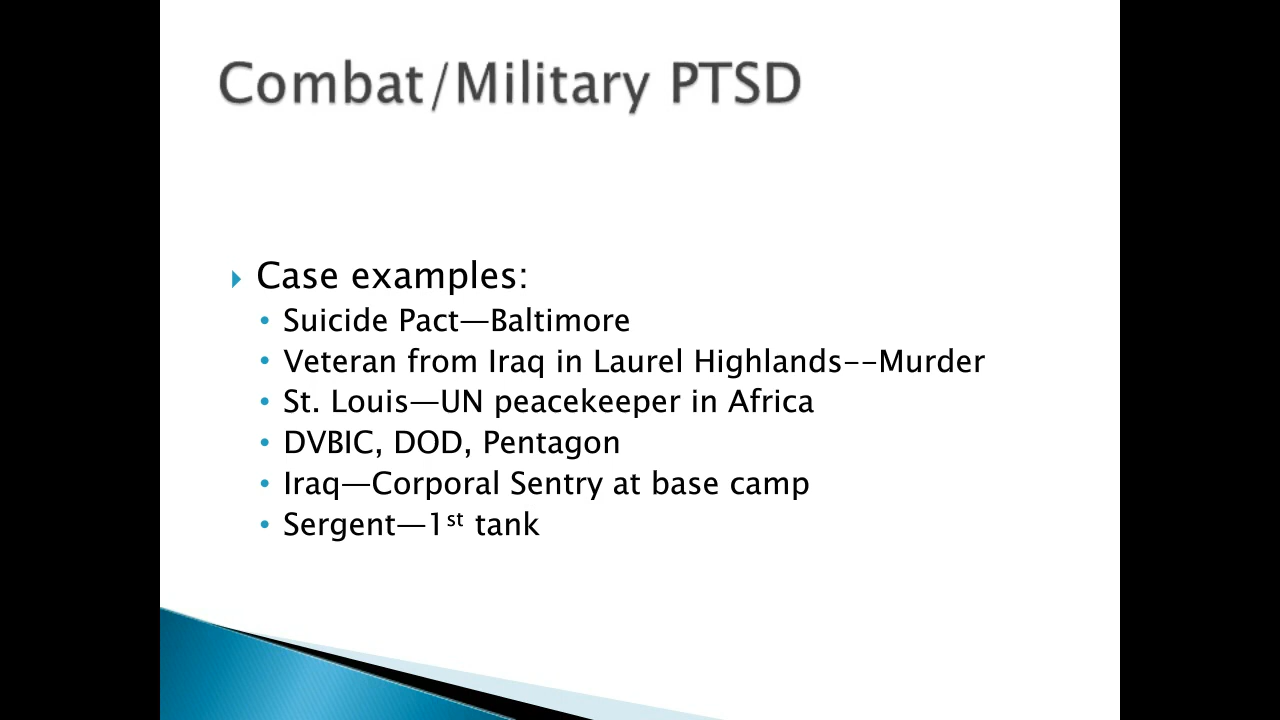 Combat/Military PTSD
Case examples:
Suicide Pact—Baltimore
Veteran from Iraq in Laurel Highlands--Murder
St. Louis—UN peacekeeper in Africa
DVBIC, DOD, Pentagon
Iraq—Corporal Sentry at base camp
Sergent—1st tank